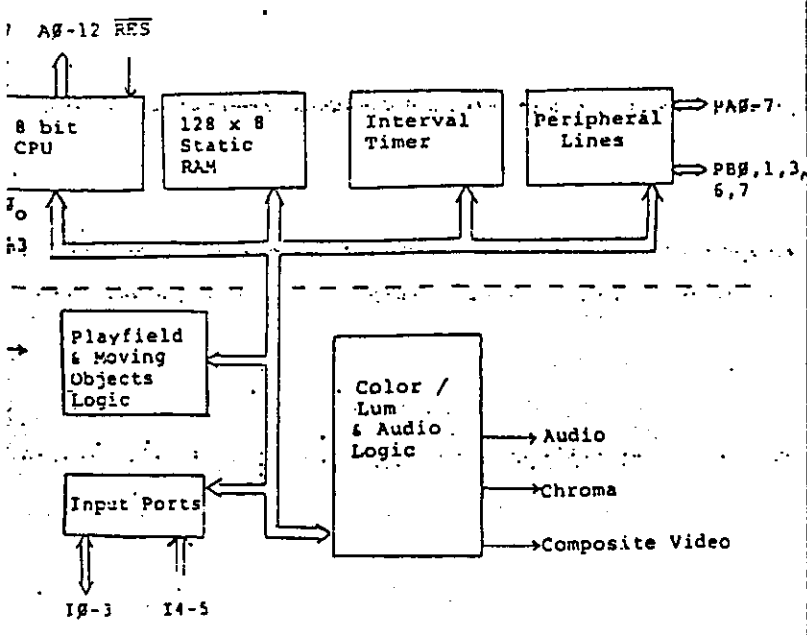 AØ-12 RES
8 bit
CPU
128 x 8
Static
RAM
Interval
Timer
Peripheral
Lines
PAØ-7
PBØ,1,3,
6,7
Playfield
& Moving
Objects
Logic
Color /
Lum
& Audio
Logic
Audio
Chroma
Composite Video
Input Ports
IØ-3 I4-5